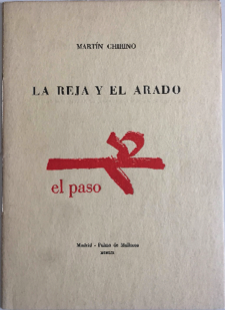 MARTÍN CHIRINO
LA REJA Y EL ARADO
el paso
Madrid - Palma de Mallorca